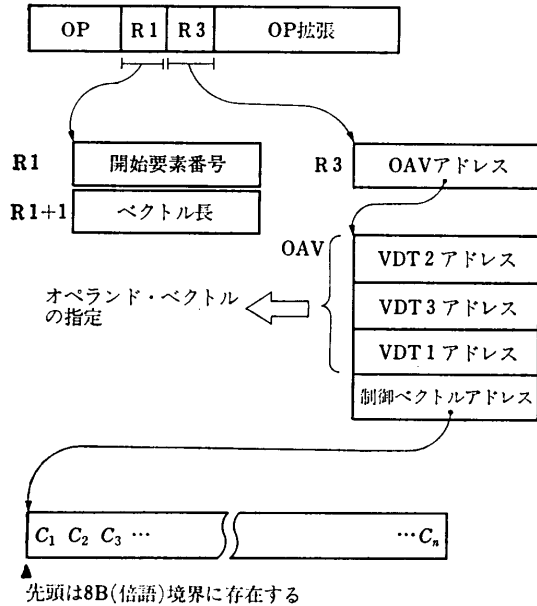 OP R1 R3 OP拡張
R1 開始要素番号
R1+1 ベクトル長
R3 OAVアドレス
OAV
VDT2アドレス
VDT3アドレス
VDT1アドレス
制御ベクトルアドレス
オペランド・ベクトル
の指定
C₁ C₂ C₃ … …Cₙ
先頭は8B(倍語)境界に存在する